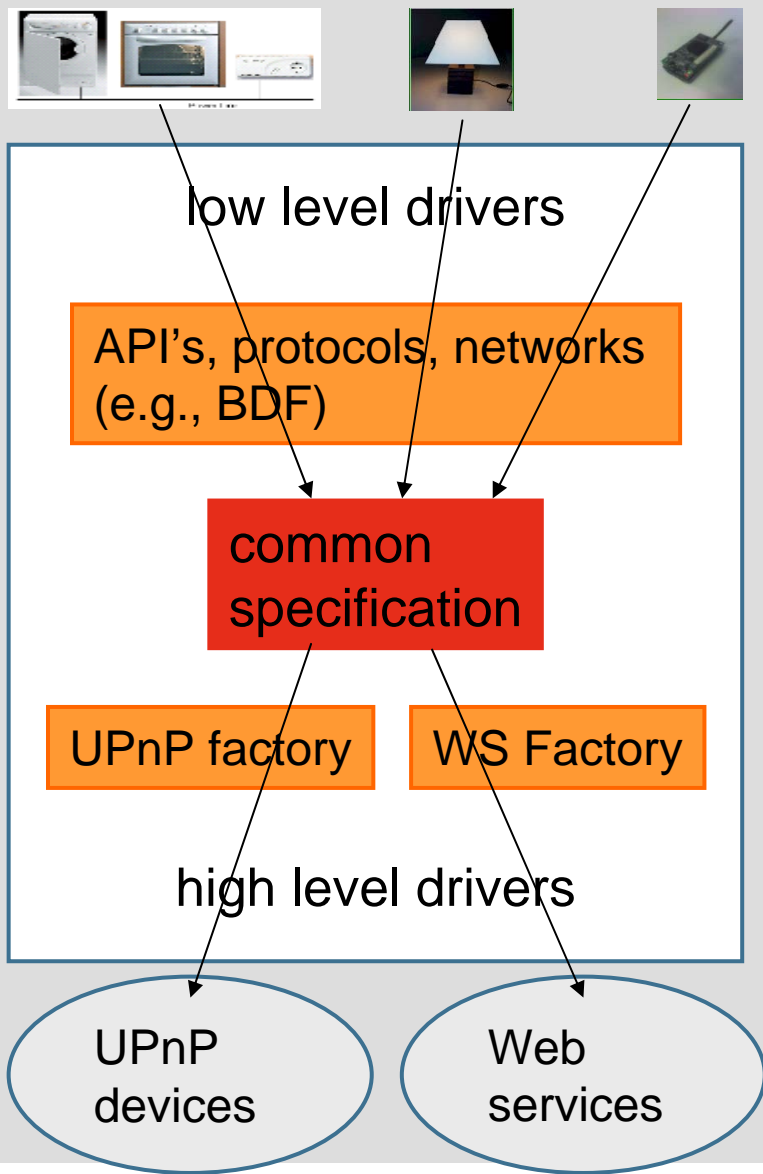 low level drivers
API's, protocols, networks
(e.g., BDF)
common
specification
UPnP factory
WS Factory
high level drivers
UPnP
devices
Web
services